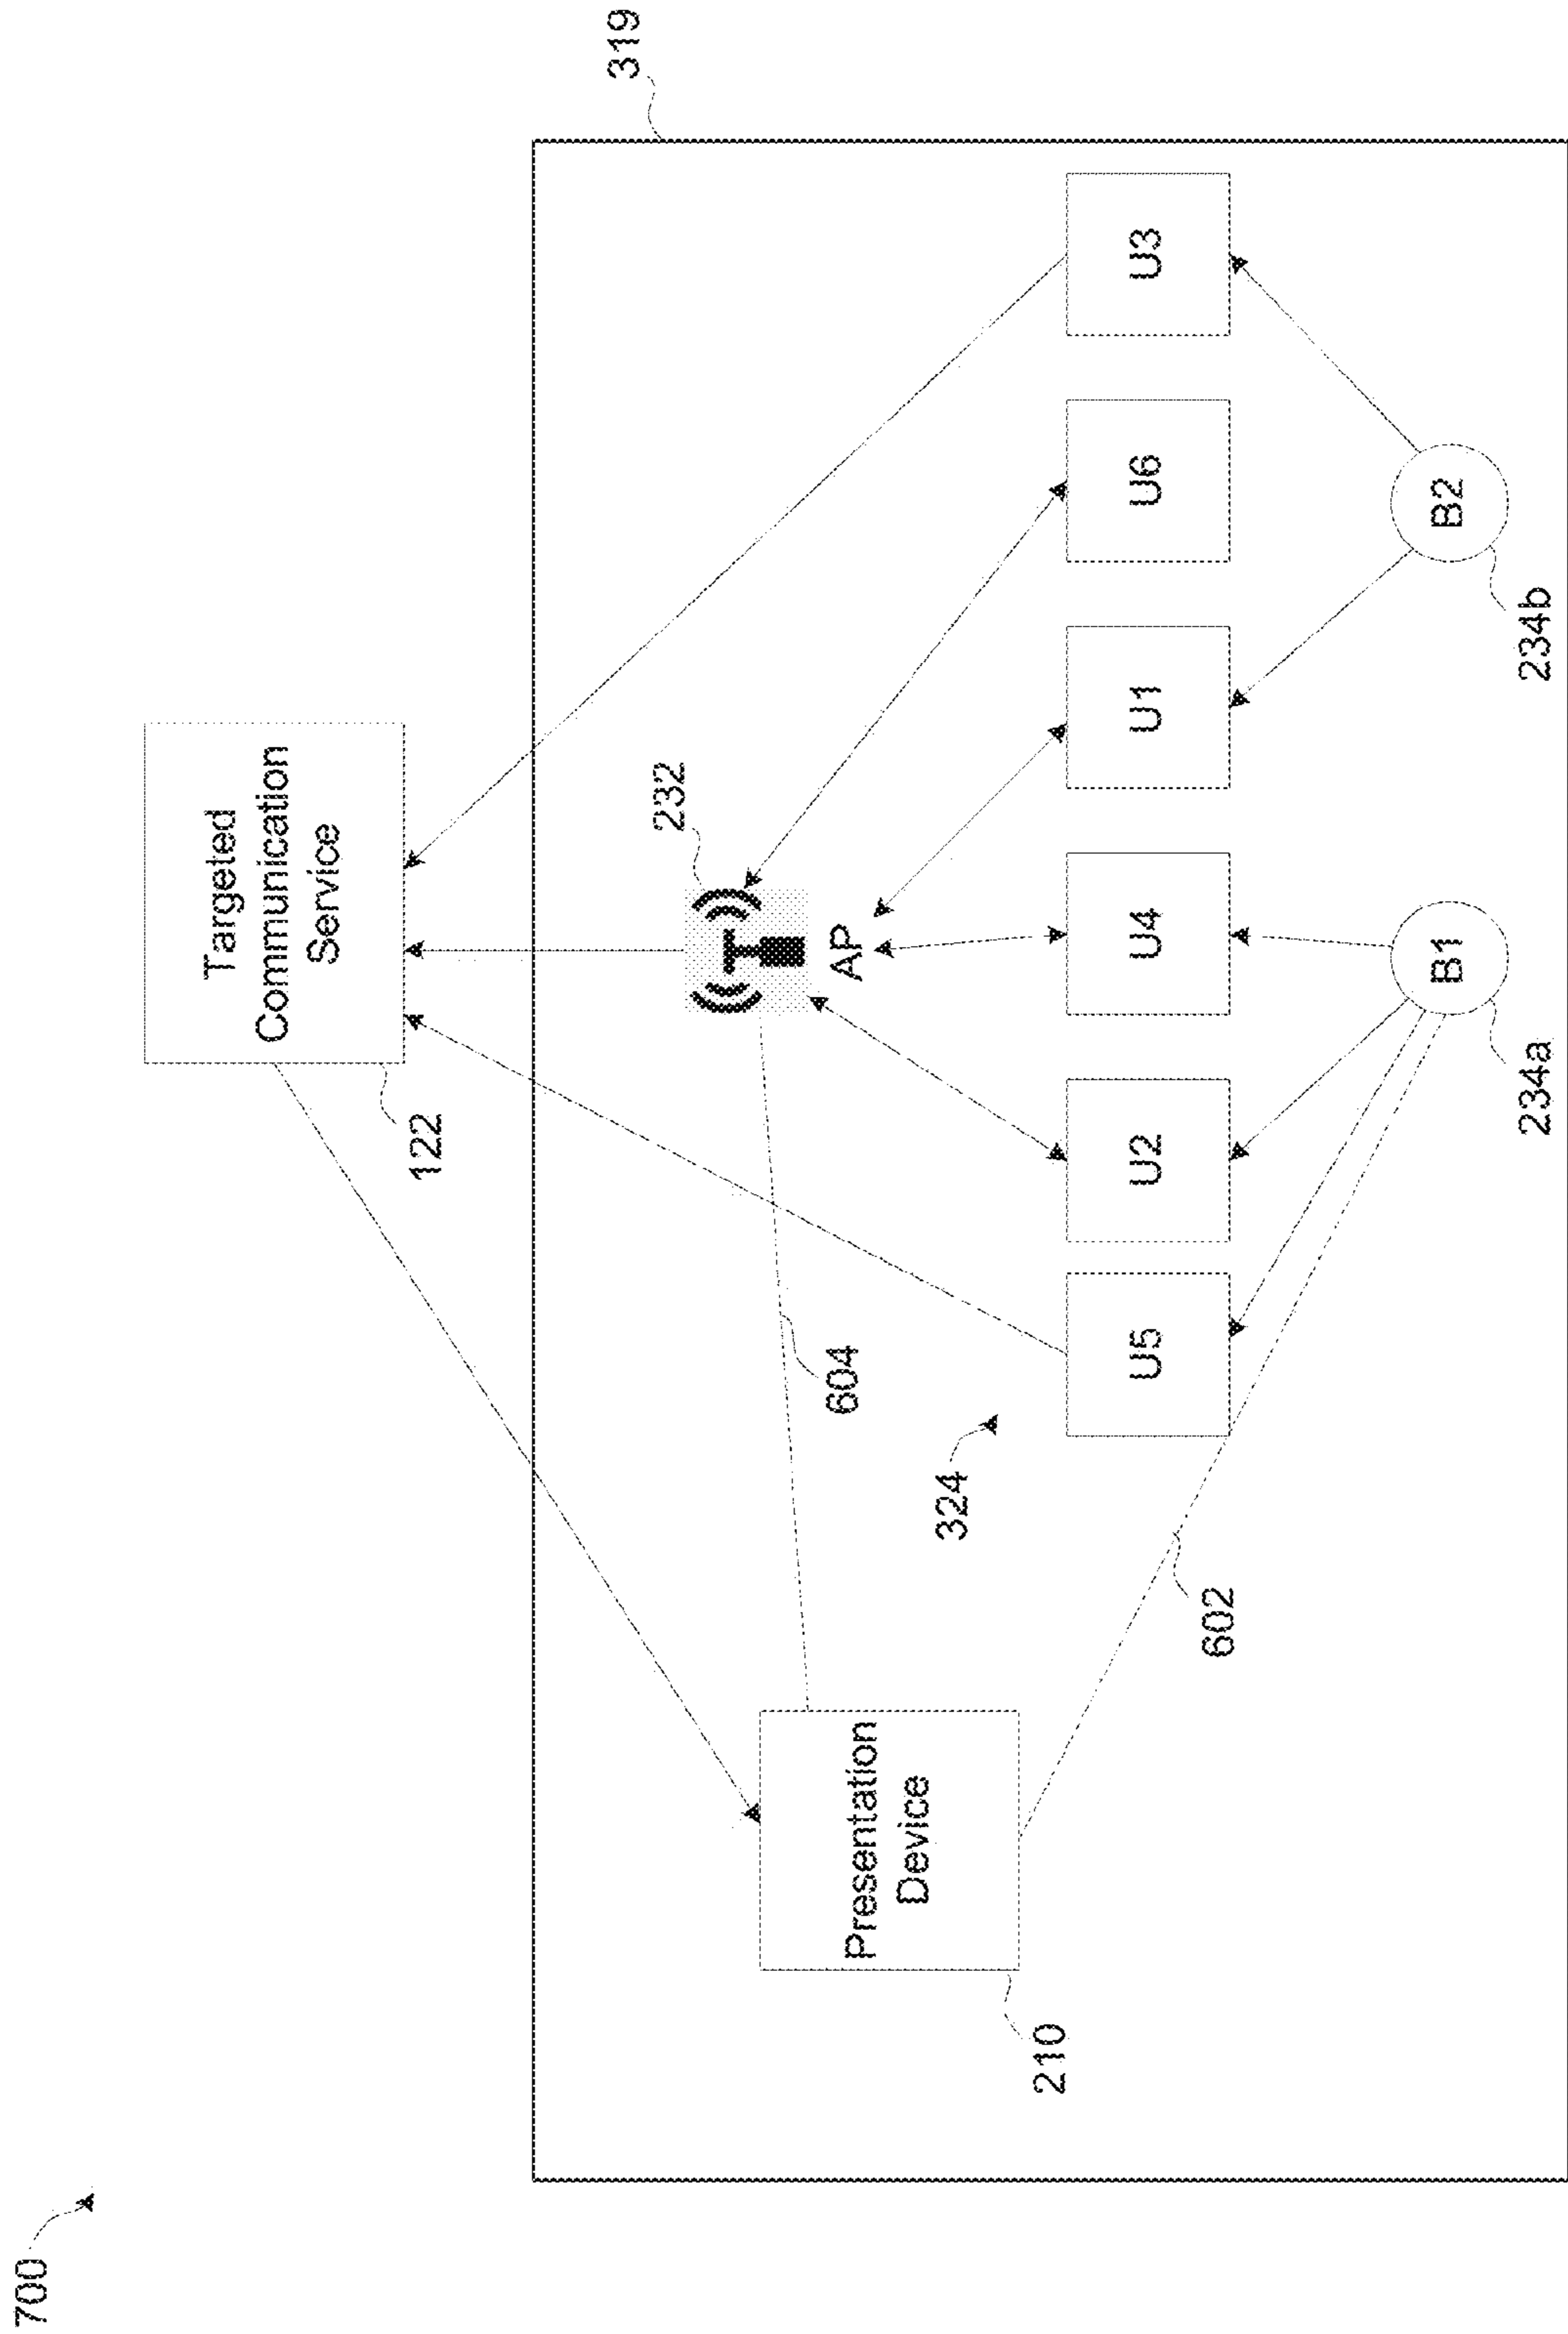 700
Targeted
Communication
Service
122
319
232
AP
604
Presentation
Device
210
324
602
U5
U2
U4
U1
U6
U3
B1
234a
B2
234b